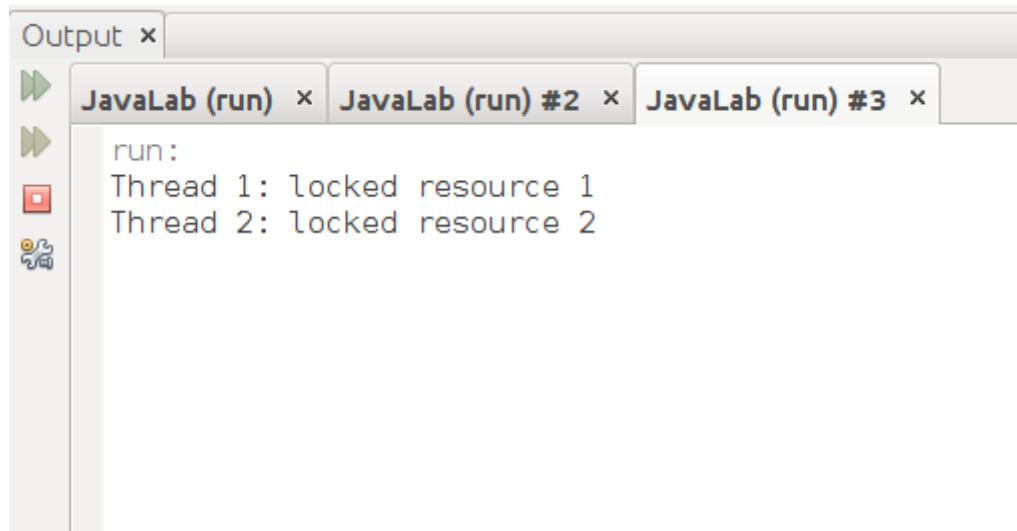 Output ×
JavaLab (run) × JavaLab (run) #2 × JavaLab (run) #3 ×
run:
Thread 1: locked resource 1
Thread 2: locked resource 2